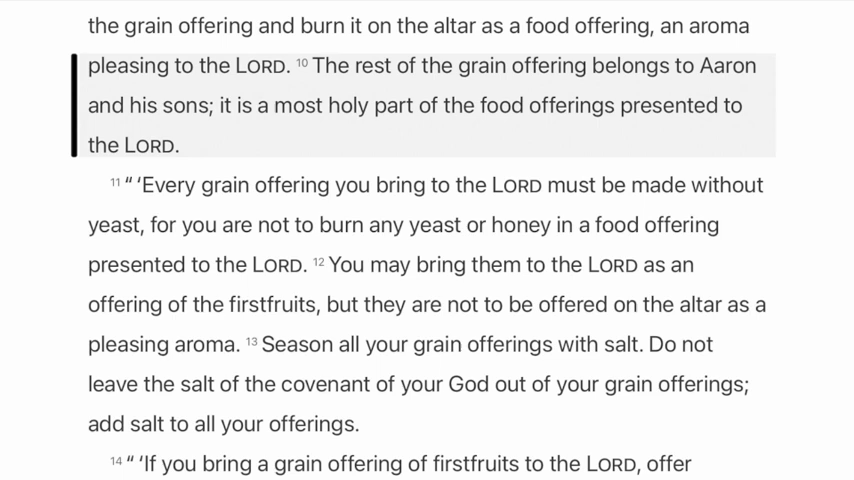 the grain offering and burn it on the altar as a food offering, an aroma
pleasing to the LORD. 10 The rest of the grain offering belongs to Aaron
and his sons; it is a most holy part of the food offerings presented to
the LORD.
11 “ ‘Every grain offering you bring to the LORD must be made without
yeast, for you are not to burn any yeast or honey in a food offering
presented to the LORD. 12 You may bring them to the LORD as an
offering of the firstfruits, but they are not to be offered on the altar as a
pleasing aroma. 13 Season all your grain offerings with salt. Do not
leave the salt of the covenant of your God out of your grain offerings;
add salt to all your offerings.
14 “ ‘If you bring a grain offering of firstfruits to the LORD, offer